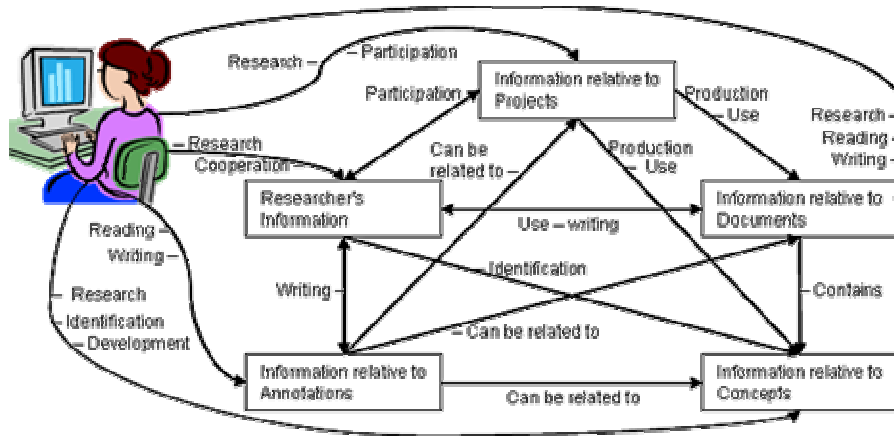 Research –
– Participation
Information relative to
Projects
Participation
Production
– Use
Research –
Reading –
Writing –
– Research
Cooperation –
Can be
related to –
Production
– Use
Researcher's
Information
Information relative to
Documents
Use – writing
Reading –
Writing –
– Identification
Writing –
– Contains
– Research
– Identification
– Development
– Can be related to
Information relative to
Annotations
Can be related to
Information relative to
Concepts